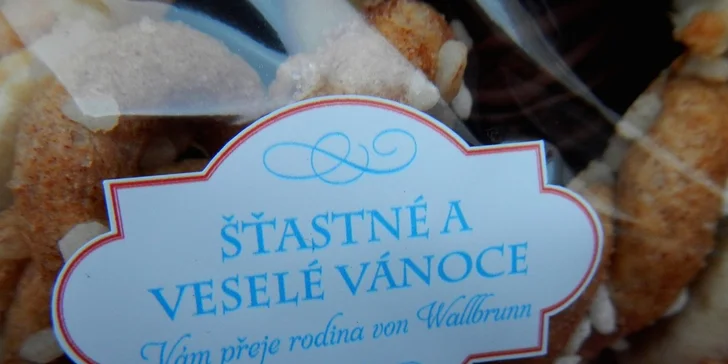 ŠŤASTNÉ A
VESELÉ VÁNOCE
Vám přeje rodina von Wallbrunn